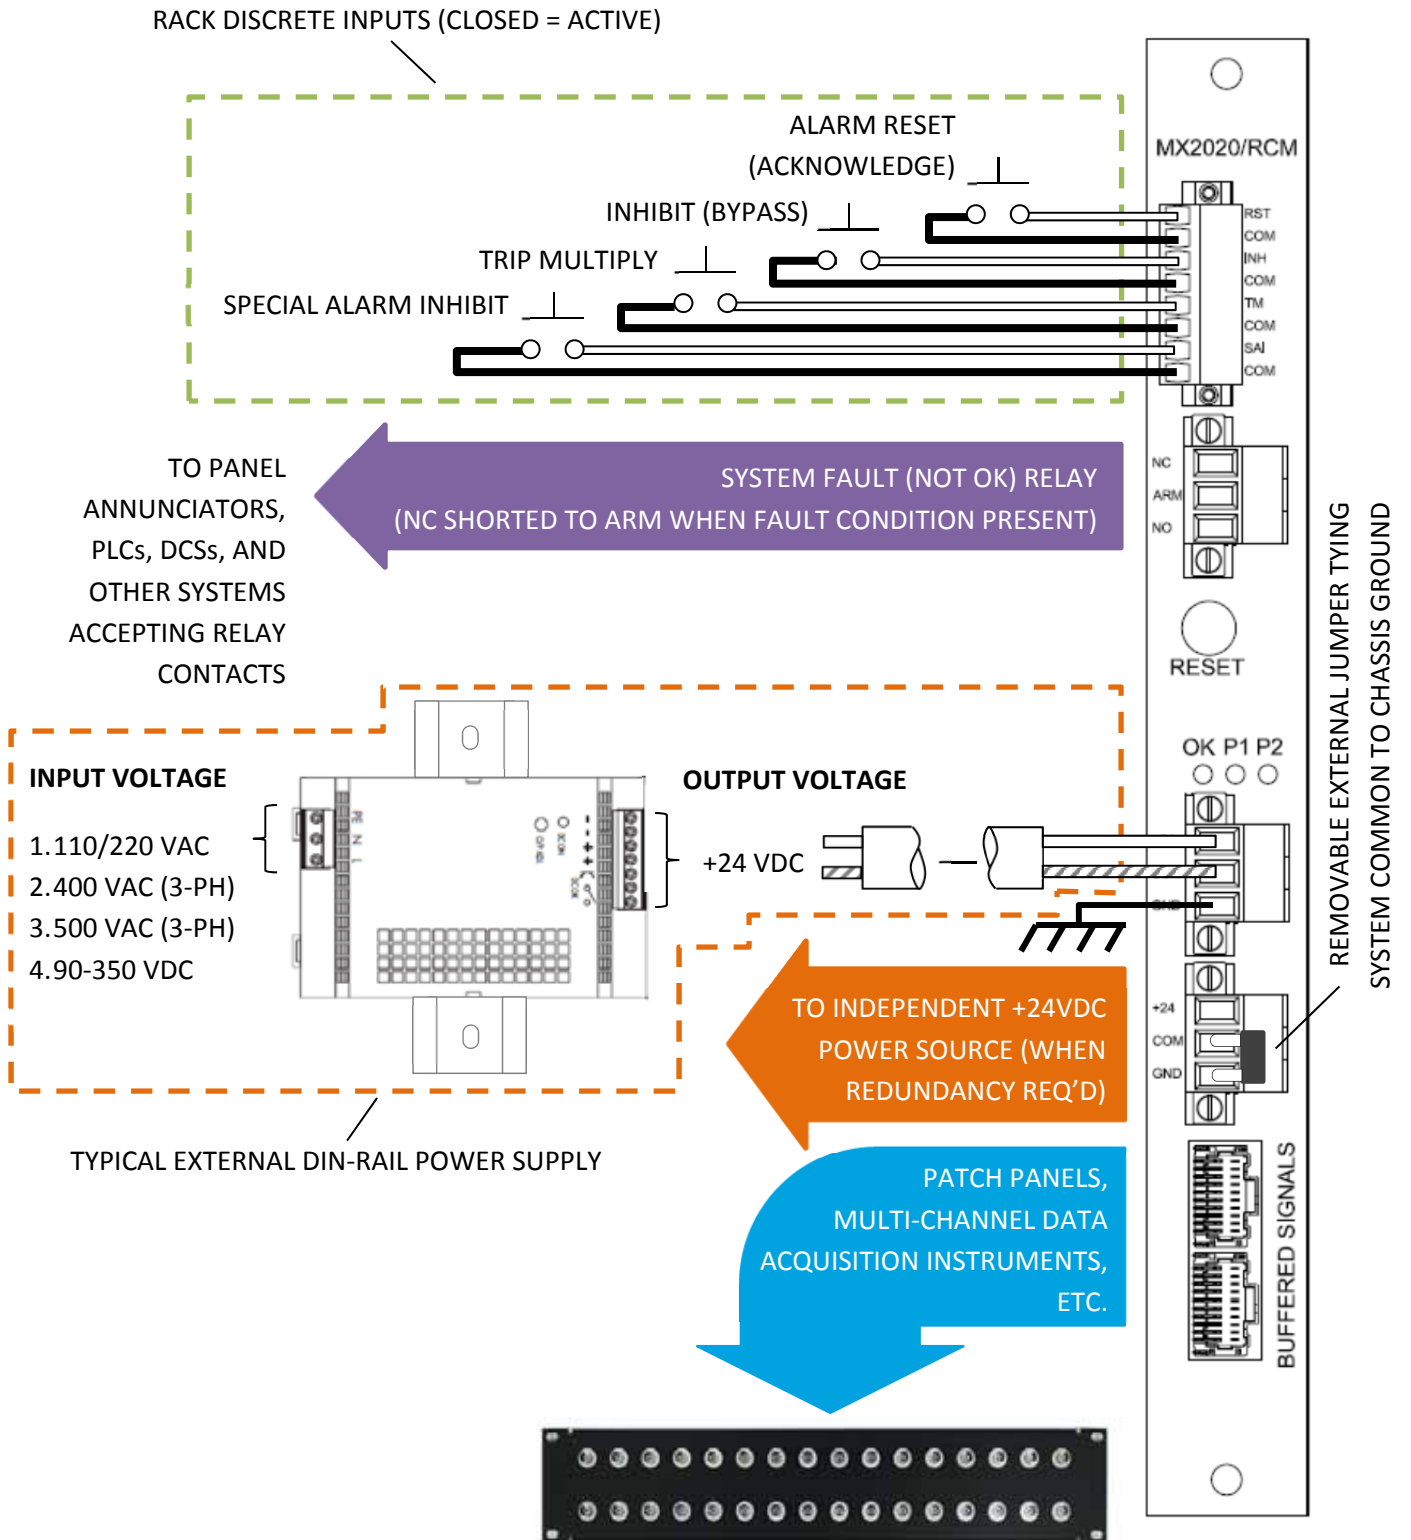 RACK DISCRETE INPUTS (CLOSED = ACTIVE)
ALARM RESET
(ACKNOWLEDGE)
INHIBIT (BYPASS)
TRIP MULTIPLY
SPECIAL ALARM INHIBIT
MX2020/RCM
RST
COM
INH
COM
TM
COM
SAI
COM
TO PANEL
ANNUNCIATORS,
PLCs, DCSs, AND
OTHER SYSTEMS
ACCEPTING RELAY
CONTACTS
SYSTEM FAULT (NOT OK) RELAY
(NC SHORTED TO ARM WHEN FAULT CONDITION PRESENT)
NC
ARM
NO
RESET
REMOVABLE EXTERNAL JUMPER TYING
SYSTEM COMMON TO CHASSIS GROUND
OK P1 P2
INPUT VOLTAGE
1.110/220 VAC
2.400 VAC (3-PH)
3.500 VAC (3-PH)
4.90-350 VDC
PE
N
L
OUTPUT VOLTAGE
+24 VDC
GND
TO INDEPENDENT +24VDC
POWER SOURCE (WHEN
REDUNDANCY REQ’D)
+24
COM
GND
TYPICAL EXTERNAL DIN-RAIL POWER SUPPLY
PATCH PANELS,
MULTI-CHANNEL DATA
ACQUISITION INSTRUMENTS,
ETC.
BUFFERED SIGNALS